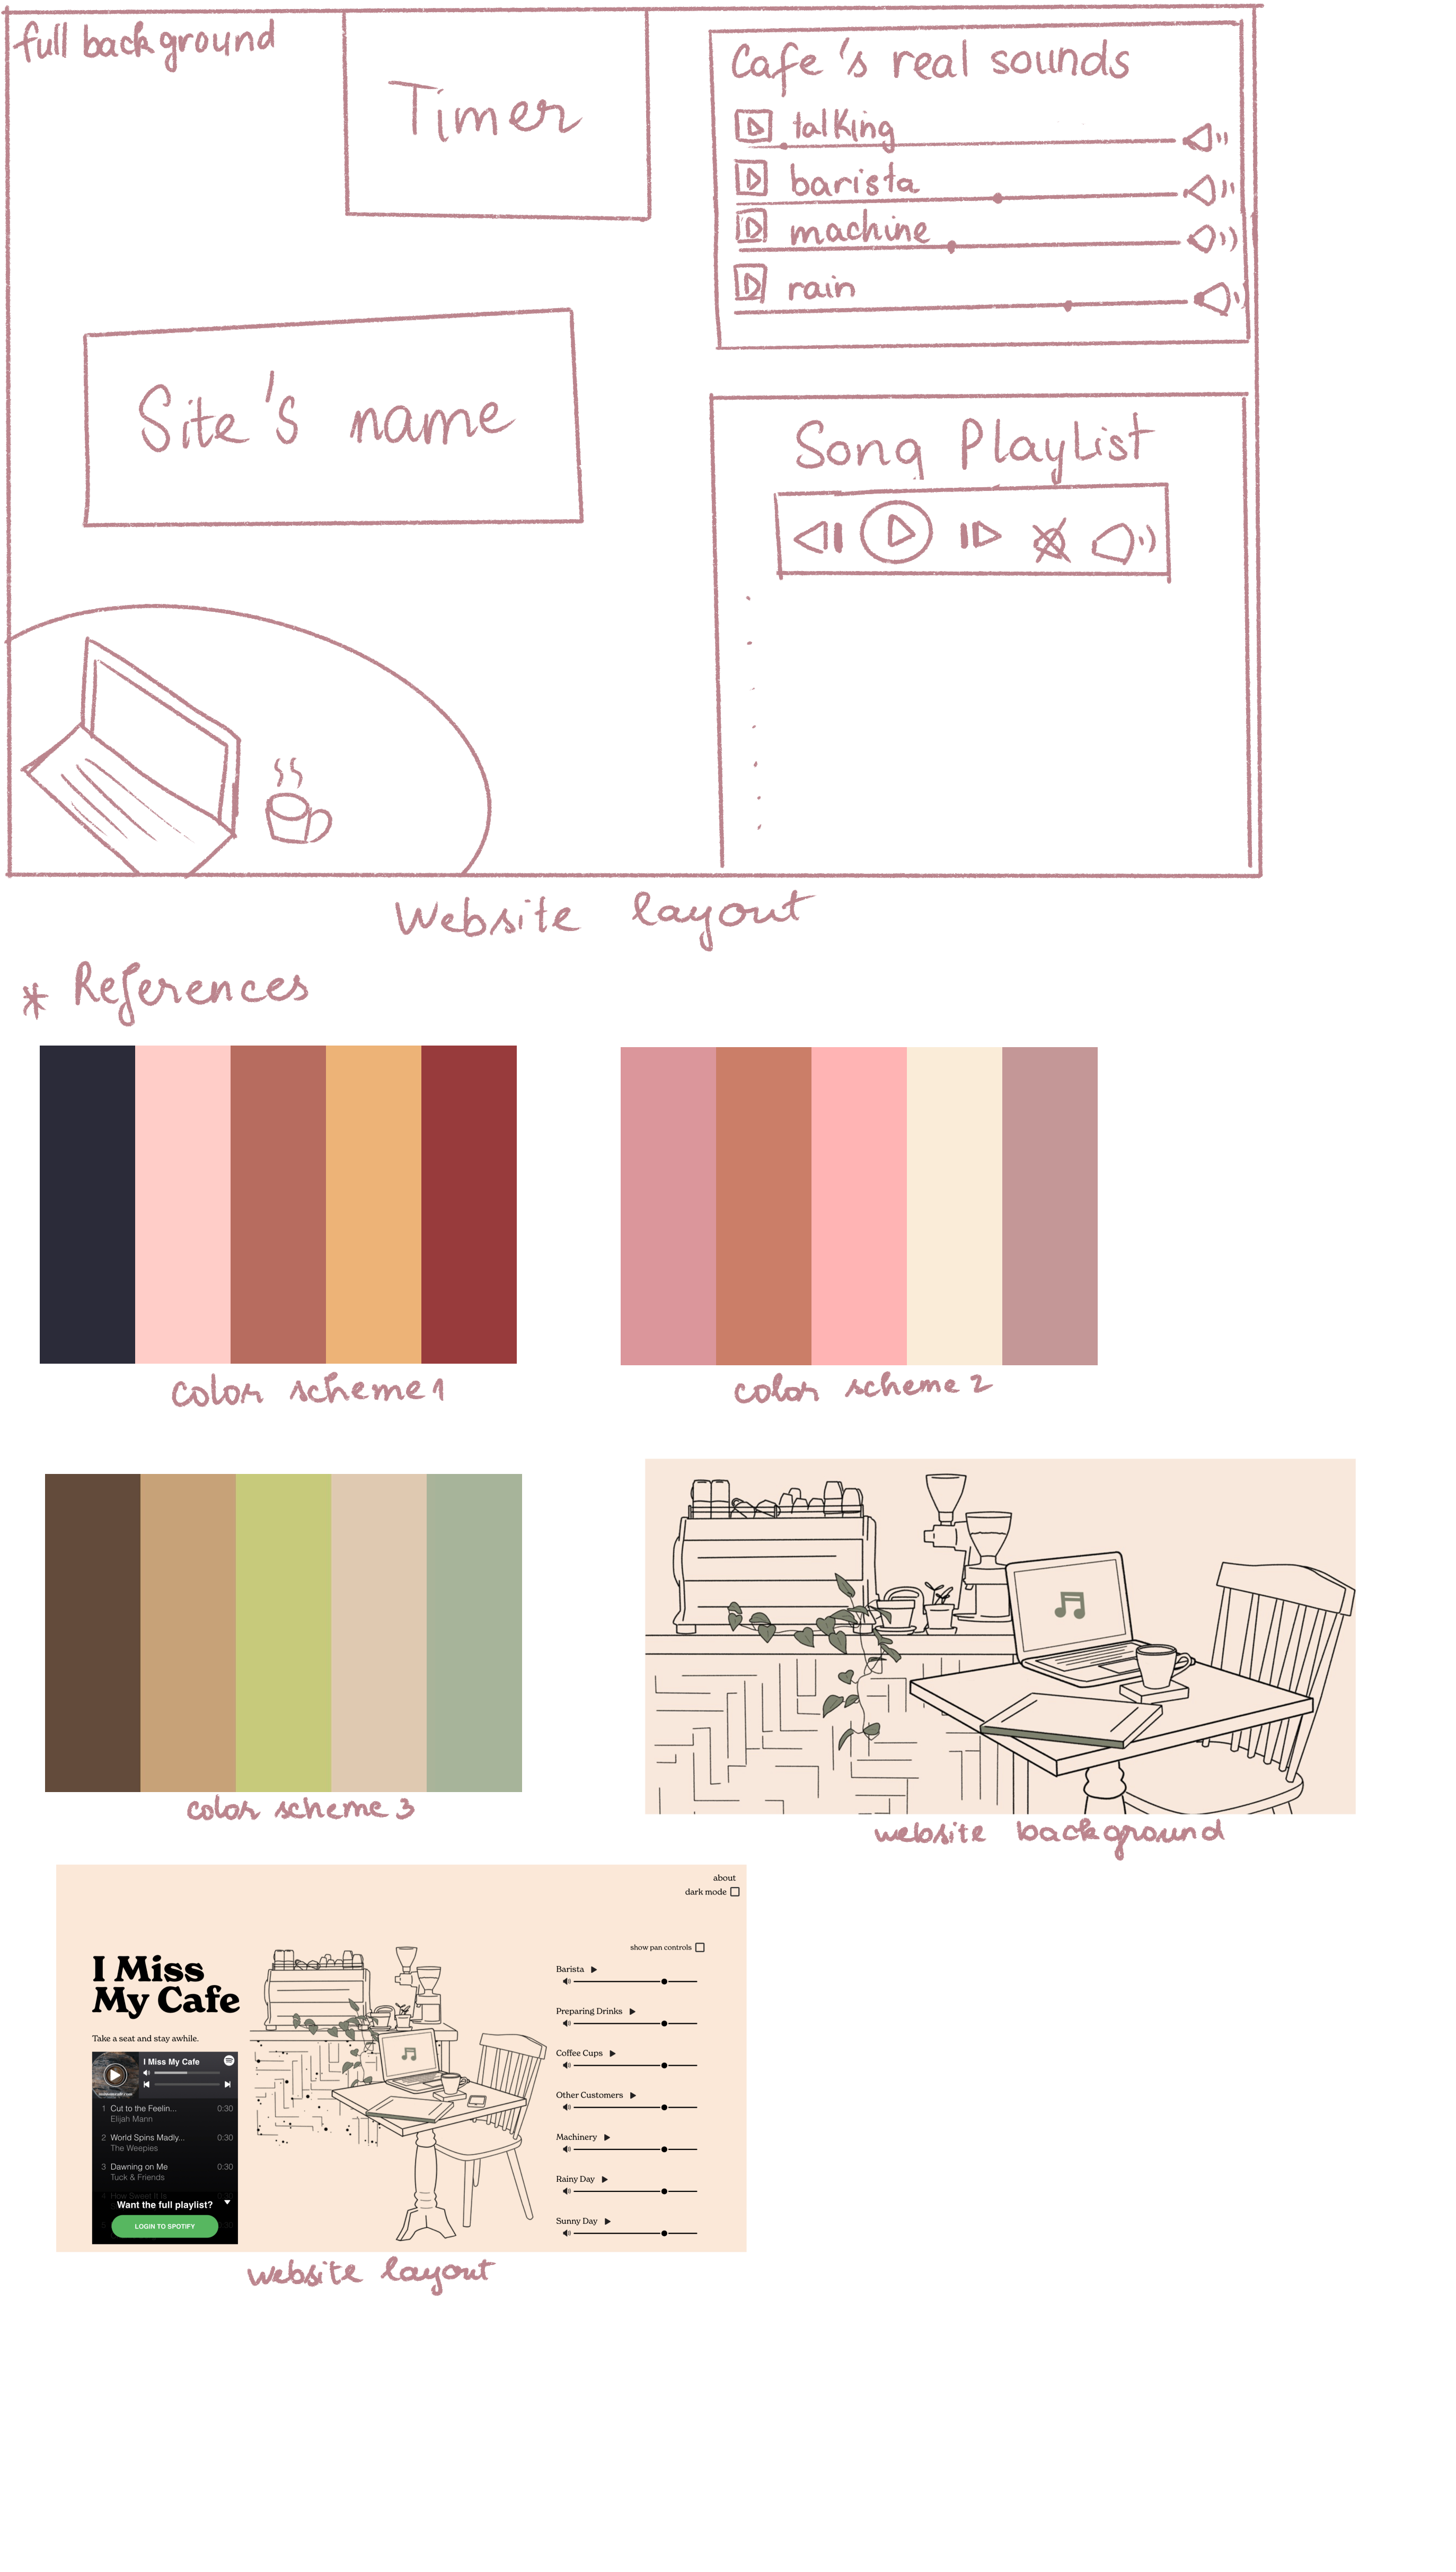 full background
Timer
Cafe's real sounds
talking
barista
machine
rain
Site's name
Song Playlist
Website layout
* References
color scheme 1
color scheme 2
color scheme 3
website background
about
dark mode
show pan controls
I Miss
My Cafe
Take a seat and stay awhile.
I Miss My Cafe
1 Cut to the Feelin... 0:30
Elijah Mann
2 World Spins Madly... 0:30
The Weepies
3 Dawning on Me 0:30
Tuck & Friends
4 How Sweet It Is
Want the full playlist?
LOGIN TO SPOTIFY
Barista
Preparing Drinks
Coffee Cups
Other Customers
Machinery
Rainy Day
Sunny Day
website layout